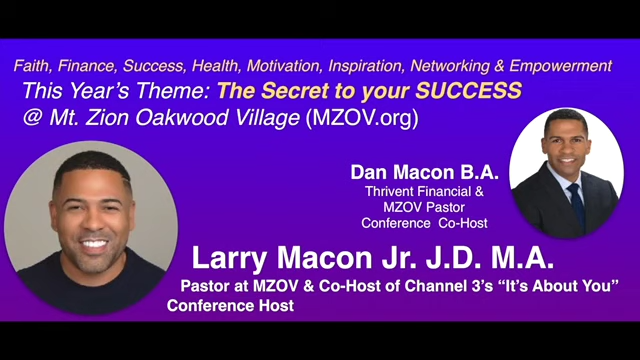 Faith, Finance, Success, Health, Motivation, Inspiration, Networking & Empowerment
This Year's Theme: The Secret to your SUCCESS
@ Mt. Zion Oakwood Village (MZOV.org)
Dan Macon B.A.
Thrivent Financial &
MZOV Pastor
Conference Co-Host
Larry Macon Jr. J.D. M.A.
Pastor at MZOV & Co-Host of Channel 3's “It's About You”
Conference Host